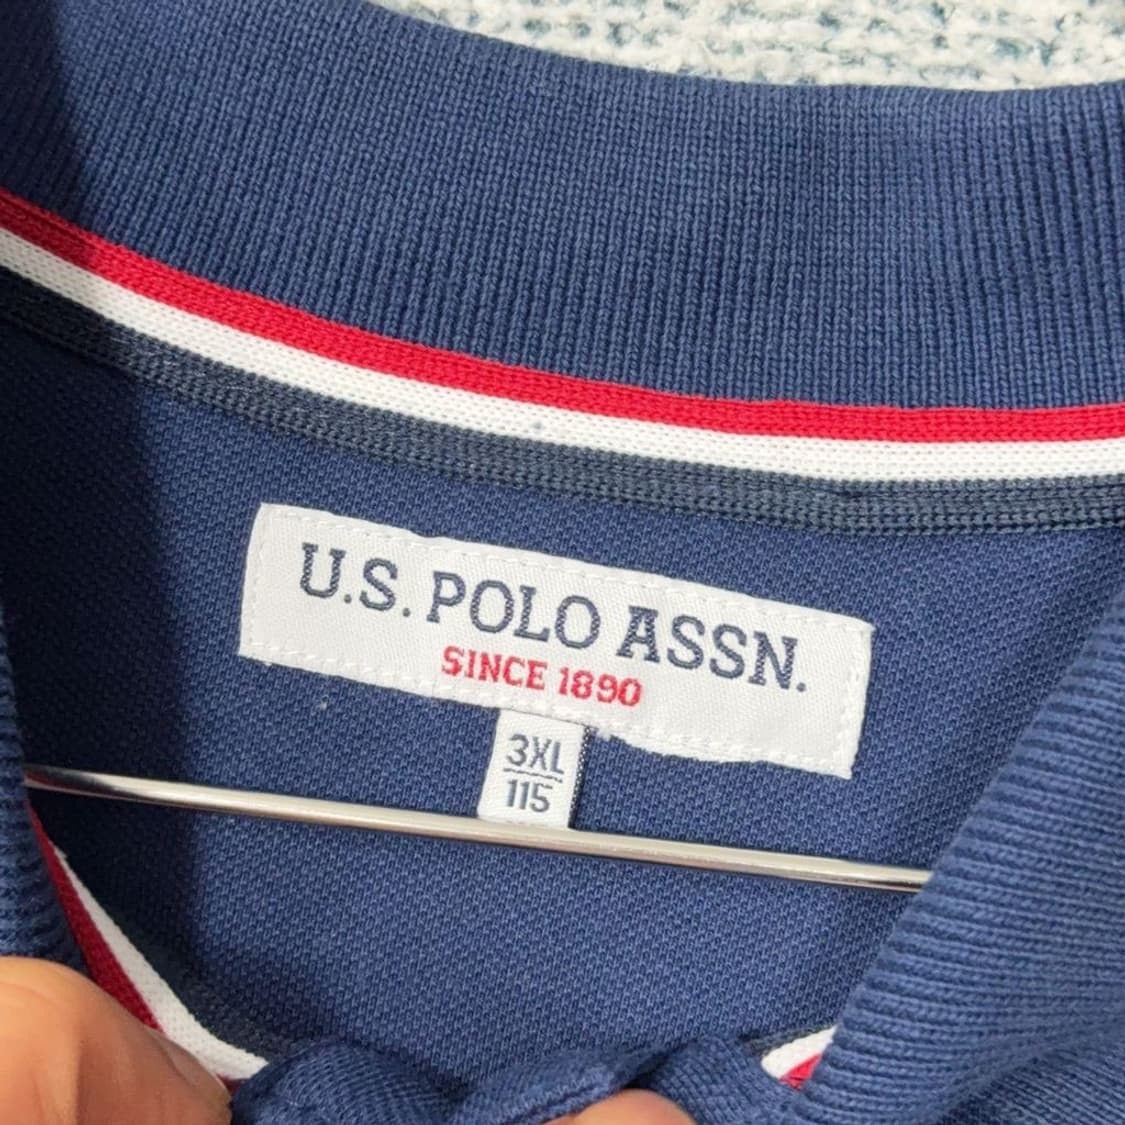 U.S. POLO ASSN.
SINCE 1890
3XL
115